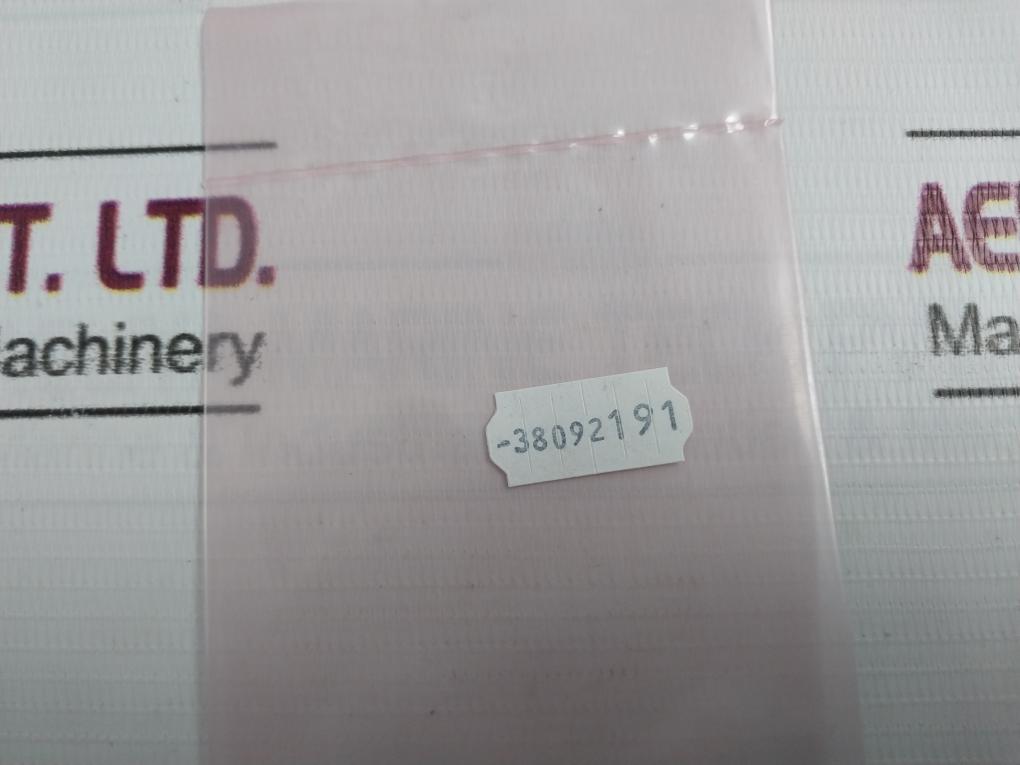 T. LTD.
achinery
AE
Ma
-38092191